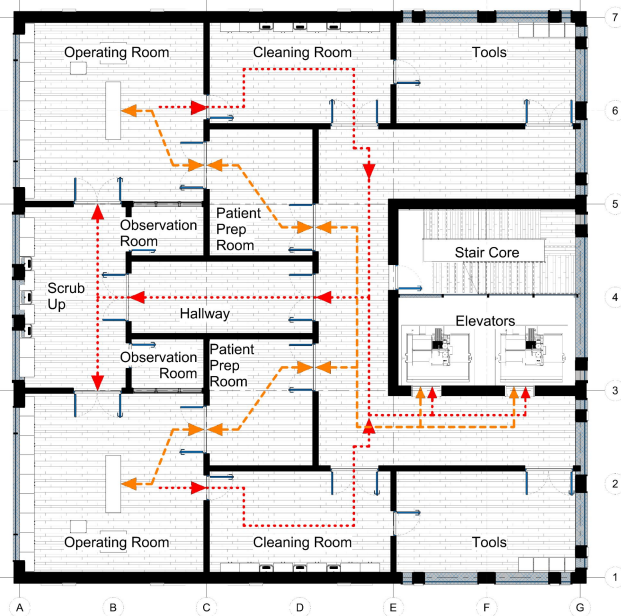 Operating Room
Cleaning Room
Tools
7
6
5
Observation
Room
Patient
Prep
Room
Stair Core
Scrub
Up
Hallway
Elevators
4
Observation
Room
Patient
Prep
Room
3
2
Operating Room
Cleaning Room
Tools
1
A
B
C
D
E
F
G